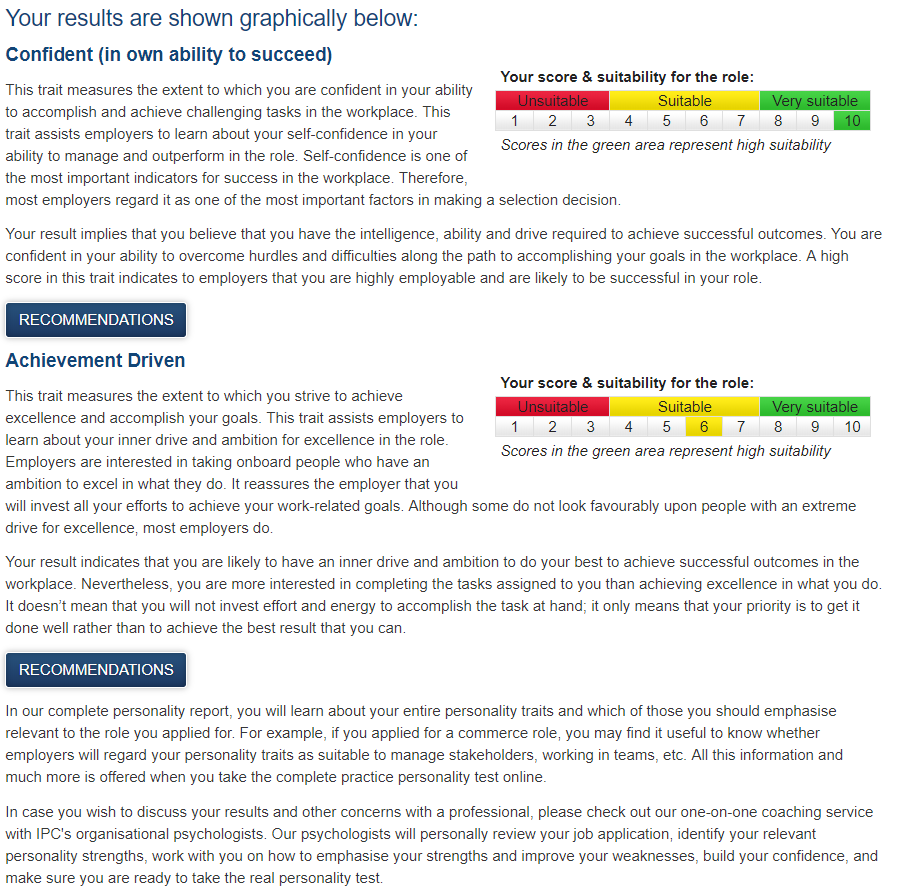 Your results are shown graphically below:
Confident (in own ability to succeed)
This trait measures the extent to which you are confident in your ability
to accomplish and achieve challenging tasks in the workplace. This
trait assists employers to learn about your self-confidence in your
ability to manage and outperform in the role. Self-confidence is one of
the most important indicators for success in the workplace. Therefore,
most employers regard it as one of the most important factors in making a selection decision.
Your score & suitability for the role:
Unsuitable Suitable Very suitable
1 2 3 4 5 6 7 8 9 10
Scores in the green area represent high suitability
Your result implies that you believe that you have the intelligence, ability and drive required to achieve successful outcomes. You are
confident in your ability to overcome hurdles and difficulties along the path to accomplishing your goals in the workplace. A high
score in this trait indicates to employers that you are highly employable and are likely to be successful in your role.
RECOMMENDATIONS
Achievement Driven
This trait measures the extent to which you strive to achieve
excellence and accomplish your goals. This trait assists employers to
learn about your inner drive and ambition for excellence in the role.
Employers are interested in taking onboard people who have an
ambition to excel in what they do. It reassures the employer that you
will invest all your efforts to achieve your work-related goals. Although some do not look favourably upon people with an extreme
drive for excellence, most employers do.
Your score & suitability for the role:
Unsuitable Suitable Very suitable
1 2 3 4 5 6 7 8 9 10
Scores in the green area represent high suitability
Your result indicates that you are likely to have an inner drive and ambition to do your best to achieve successful outcomes in the
workplace. Nevertheless, you are more interested in completing the tasks assigned to you than achieving excellence in what you do.
It doesn’t mean that you will not invest effort and energy to accomplish the task at hand; it only means that your priority is to get it
done well rather than to achieve the best result that you can.
RECOMMENDATIONS
In our complete personality report, you will learn about your entire personality traits and which of those you should emphasise
relevant to the role you applied for. For example, if you applied for a commerce role, you may find it useful to know whether
employers will regard your personality traits as suitable to manage stakeholders, working in teams, etc. All this information and
much more is offered when you take the complete practice personality test online.
In case you wish to discuss your results and other concerns with a professional, please check out our one-on-one coaching service
with IPC's organisational psychologists. Our psychologists will personally review your job application, identify your relevant
personality strengths, work with you on how to emphasise your strengths and improve your weaknesses, build your confidence, and
make sure you are ready to take the real personality test.